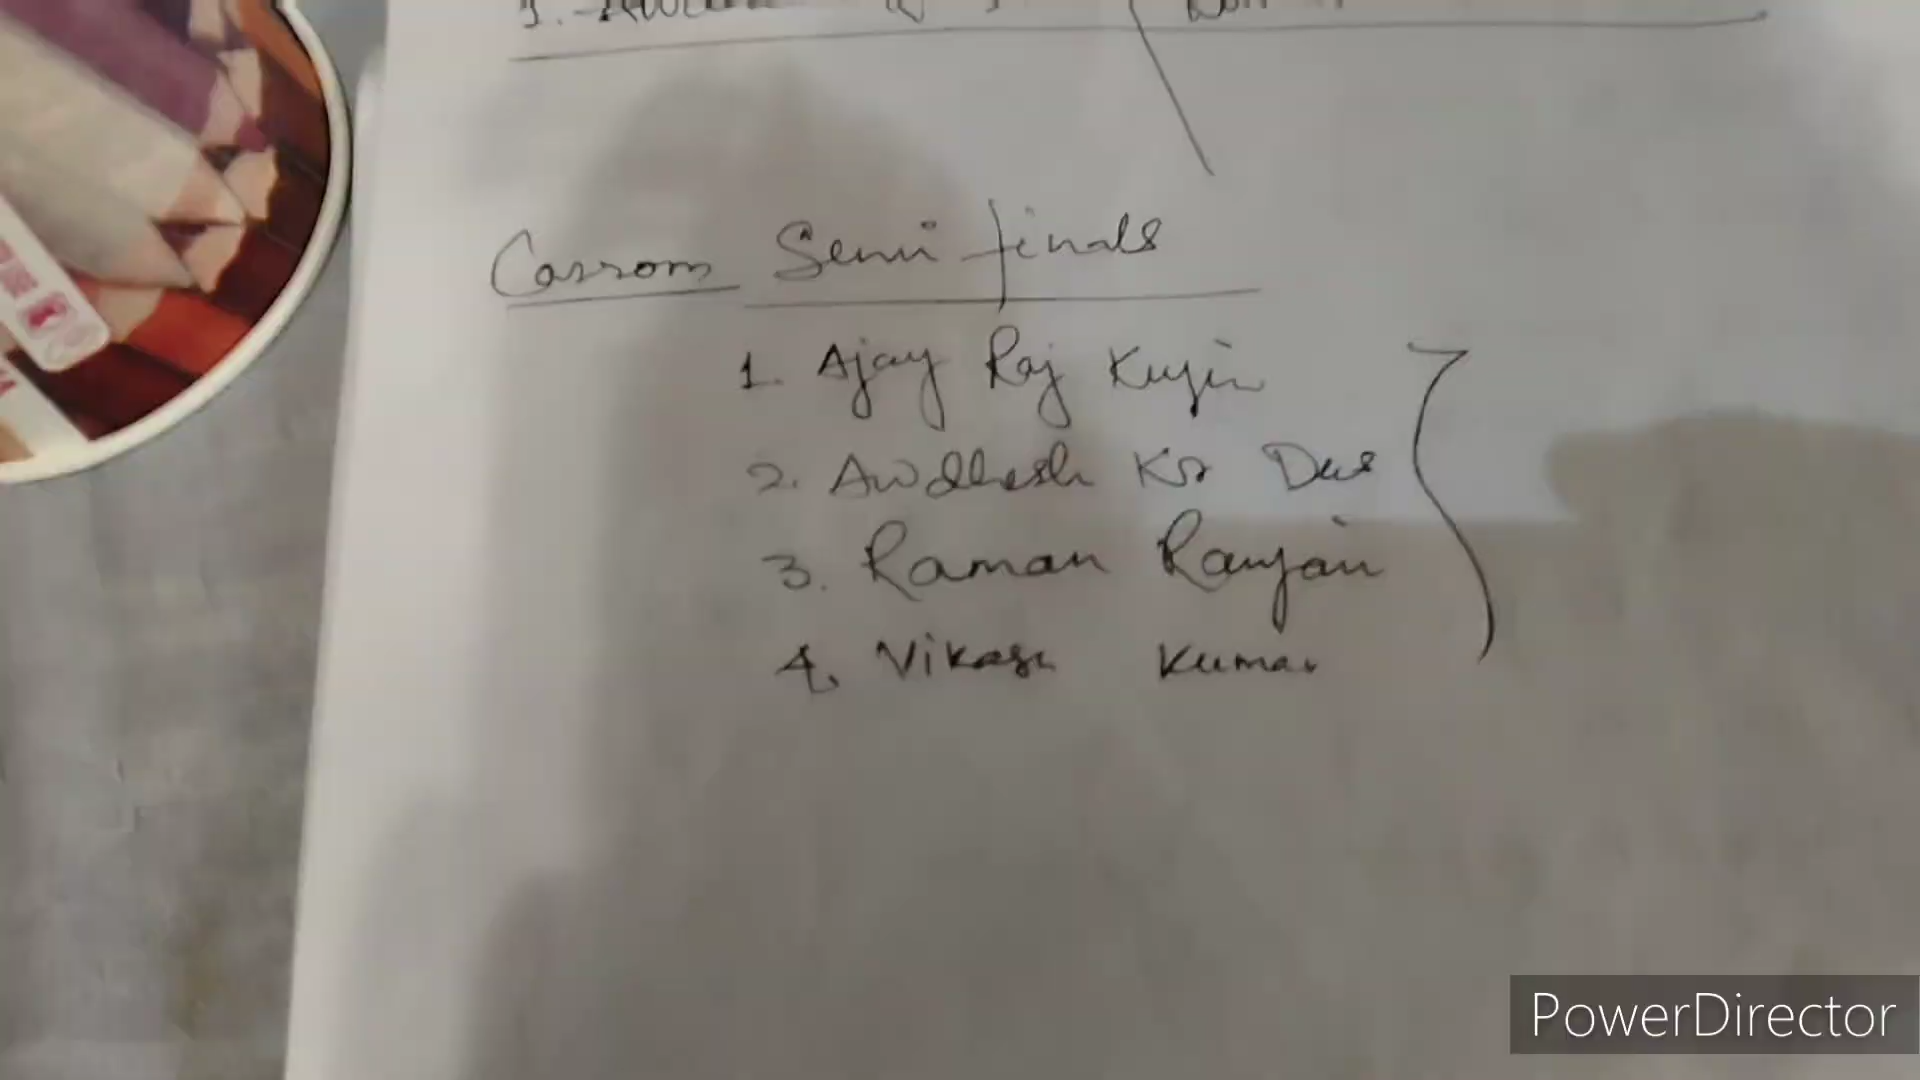 Carrom Semi finals
1. Ajay Raj Kujur
2. Awdhesh Kr Das
3. Raman Ranjan
4. Vikash Kumar
PowerDirector